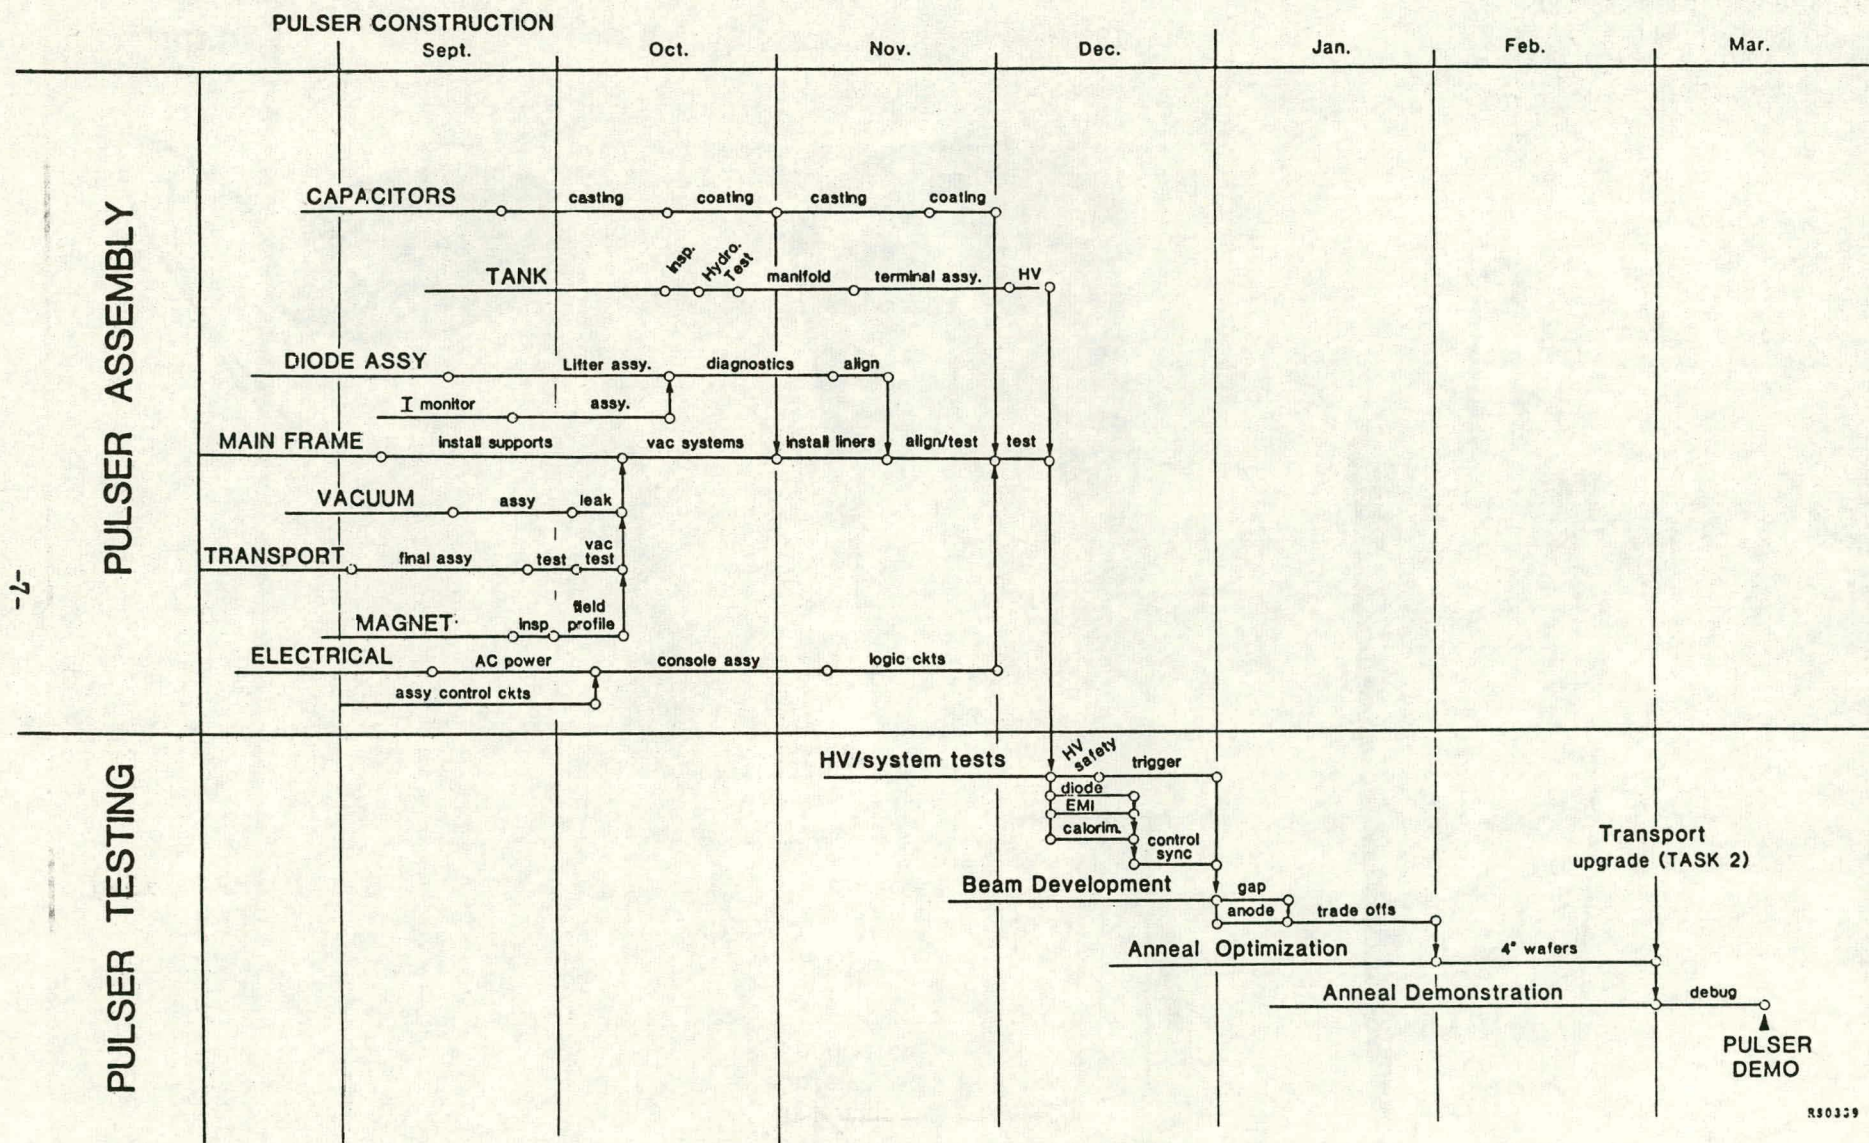 PULSER CONSTRUCTION
Sept. Oct. Nov. Dec. Jan. Feb. Mar.
PULSER ASSEMBLY
CAPACITORS casting coating casting coating
TANK Insp. Hydro. Test manifold terminal assy. HV
DIODE ASSY Lifter assy. diagnostics align
I monitor assy.
MAIN FRAME install supports vac systems install liners align/test test
VACUUM assy leak
TRANSPORT final assy test vac test
MAGNET insp field profile
ELECTRICAL AC power console assy logic ckts
assy control ckts
-7-
PULSER TESTING
HV/system tests HV safety trigger
diode
EMI
calorim. control sync
Transport
upgrade (TASK 2)
Beam Development gap
anode trade offs
Anneal Optimization 4" wafers
Anneal Demonstration debug
PULSER
DEMO